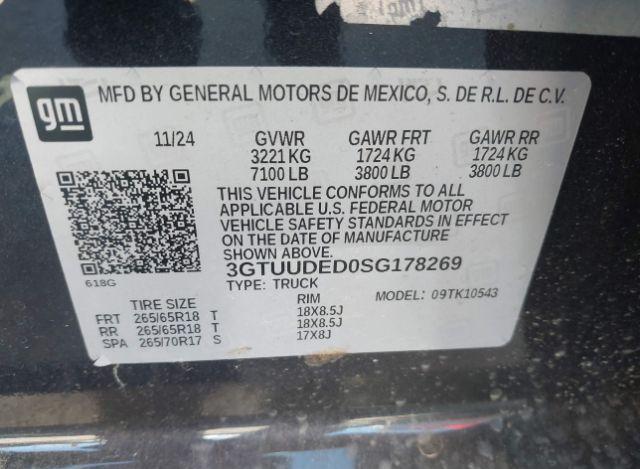 gm
MFD BY GENERAL MOTORS DE MEXICO, S. DE R.L. DE C.V.
11/24 GVWR GAWR FRT GAWR RR
3221 KG 1724 KG 1724 KG
7100 LB 3800 LB 3800 LB
THIS VEHICLE CONFORMS TO ALL
APPLICABLE U.S. FEDERAL MOTOR
VEHICLE SAFETY STANDARDS IN EFFECT
ON THE DATE OF MANUFACTURE
SHOWN ABOVE.
3GTUUDED0SG178269
618G
TYPE: TRUCK MODEL: 09TK10543
TIRE SIZE RIM
FRT 265/65R18 T 18X8.5J
RR 265/65R18 T 18X8.5J
SPA 265/70R17 S 17X8J